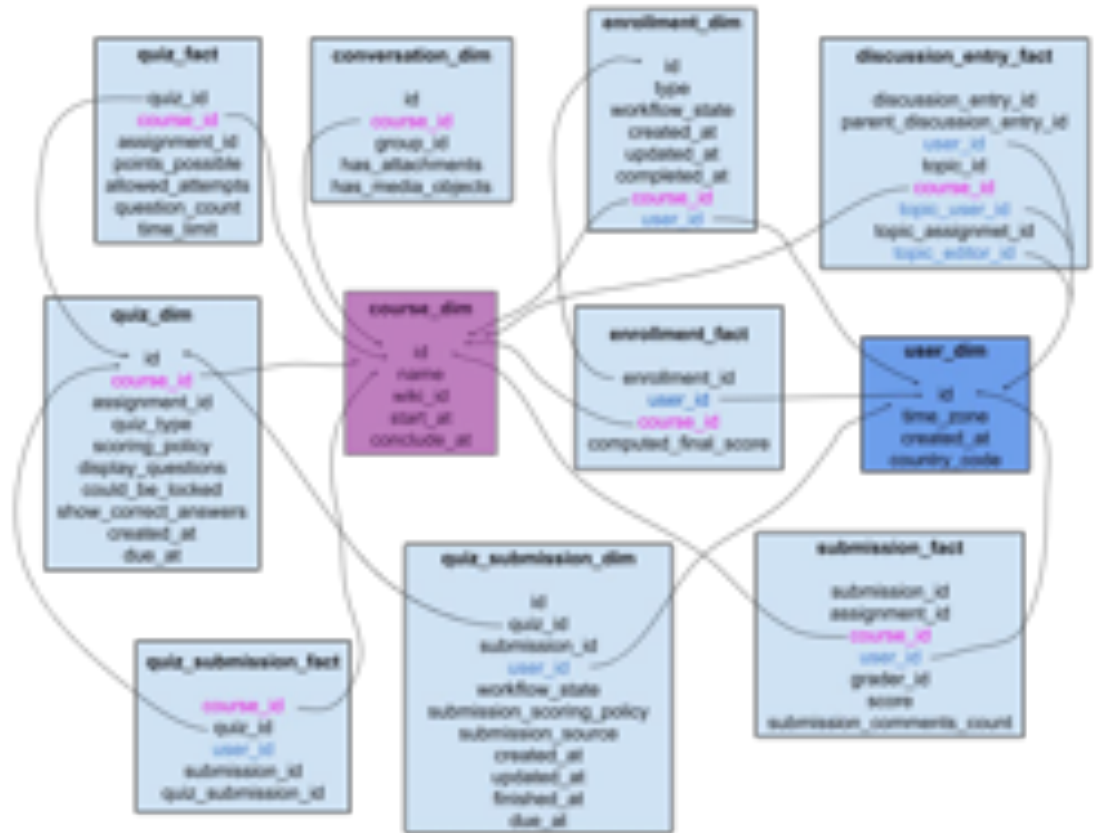 quiz_fact
quiz_id
course_id
assignment_id
points_possible
allowed_attempts
question_count
time_limit
conversation_dim
id
course_id
group_id
has_attachments
has_media_objects
enrollment_dim
id
type
workflow_state
created_at
updated_at
completed_at
course_id
user_id
discussion_entry_fact
discussion_entry_id
parent_discussion_entry_id
user_id
topic_id
course_id
topic_user_id
topic_assignmet_id
topic_editor_id
quiz_dim
id
course_id
assignment_id
quiz_type
scoring_policy
display_questions
could_be_locked
show_correct_answers
created_at
due_at
course_dim
id
name
wiki_id
start_at
conclude_at
enrollment_fact
enrollment_id
user_id
course_id
computed_final_score
user_dim
id
time_zone
created_at
country_code
quiz_submission_fact
course_id
quiz_id
user_id
submission_id
quiz_submission_id
quiz_submission_dim
id
quiz_id
submission_id
user_id
workflow_state
submission_scoring_policy
submission_source
created_at
updated_at
finished_at
due_at
submission_fact
submission_id
assignment_id
course_id
user_id
grader_id
score
submission_comments_count